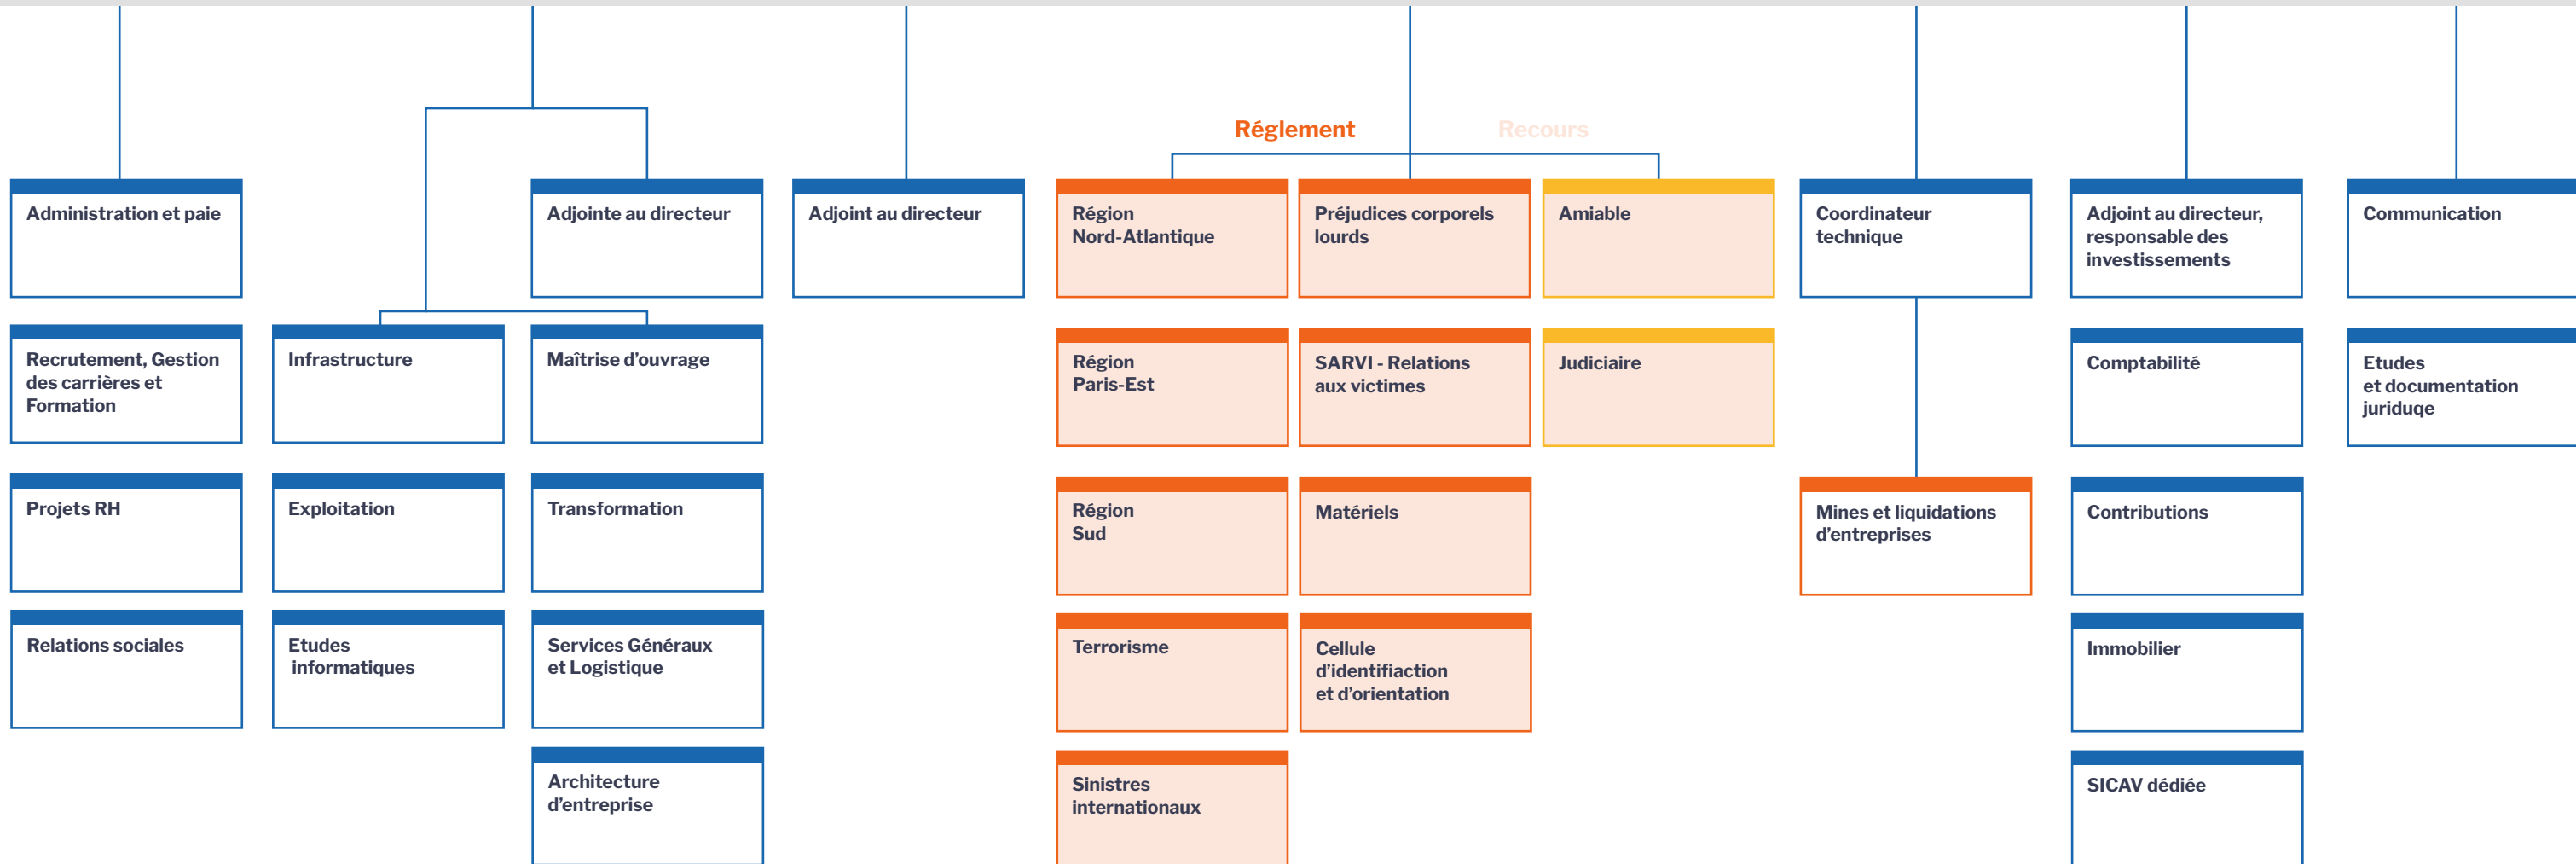 Réglement
Recours
Administration et paie
Adjointe au directeur
Adjoint au directeur
Région
Nord-Atlantique
Préjudices corporels
lourds
Amiable
Coordinateur
technique
Adjoint au directeur,
responsable des
investissements
Communication
Recrutement, Gestion
des carrières et
Formation
Infrastructure
Maîtrise d’ouvrage
Région
Paris-Est
SARVI - Relations
aux victimes
Judiciaire
Comptabilité
Etudes
et documentation
juriduqe
Projets RH
Exploitation
Transformation
Région
Sud
Matériels
Mines et liquidations
d’entreprises
Contributions
Relations sociales
Etudes
informatiques
Services Généraux
et Logistique
Terrorisme
Cellule
d’identifiaction
et d’orientation
Immobilier
Architecture
d’entreprise
Sinistres
internationaux
SICAV dédiée